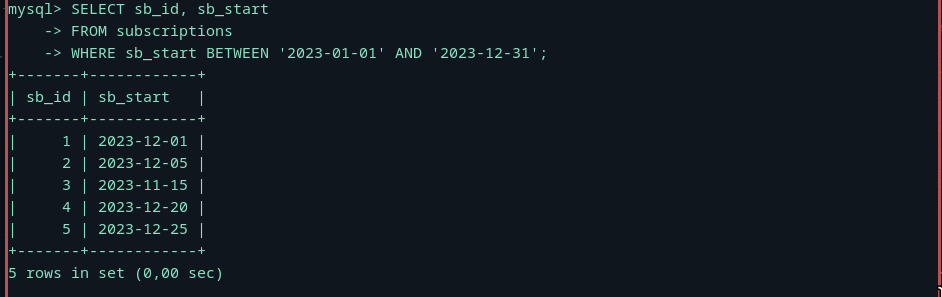 mysql> SELECT sb_id, sb_start
    -> FROM subscriptions
    -> WHERE sb_start BETWEEN '2023-01-01' AND '2023-12-31';
+-------+------------+
| sb_id | sb_start   |
+-------+------------+
|     1 | 2023-12-01 |
|     2 | 2023-12-05 |
|     3 | 2023-11-15 |
|     4 | 2023-12-20 |
|     5 | 2023-12-25 |
+-------+------------+
5 rows in set (0,00 sec)